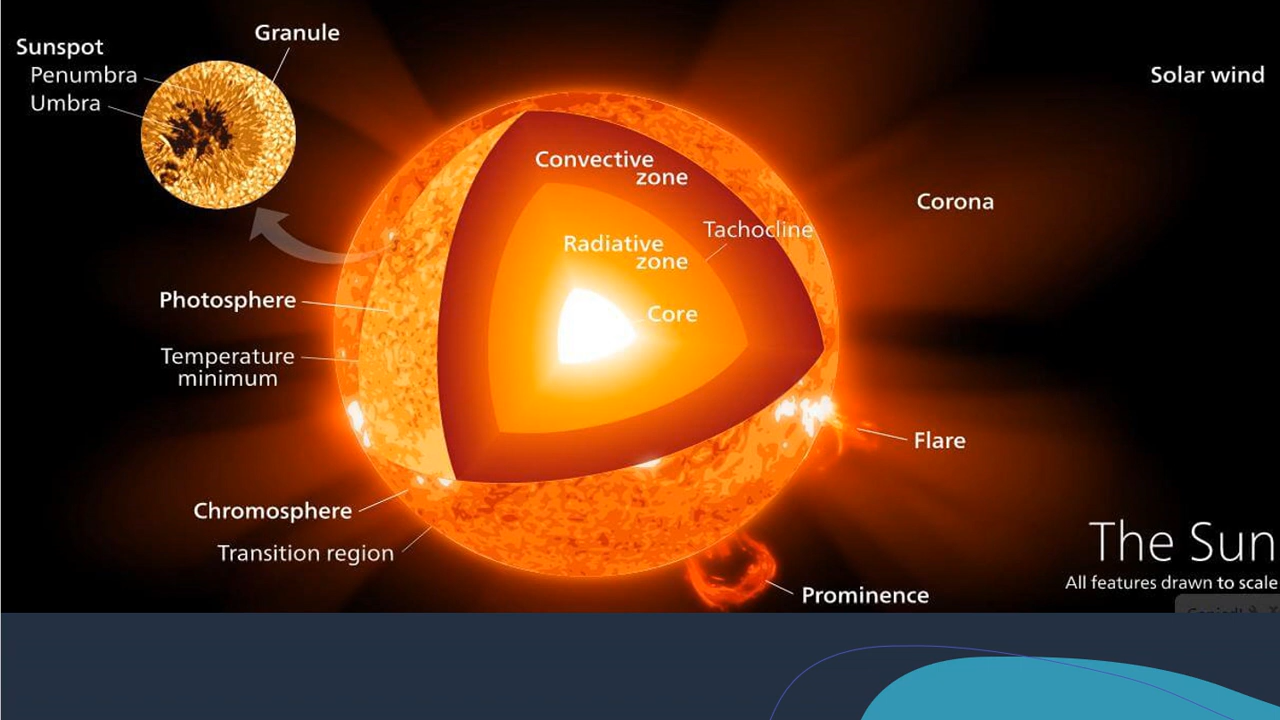 Granule
Sunspot
Penumbra
Umbra
Solar wind
Convective
zone
Corona
Tachocline
Radiative
zone
Photosphere
Core
Temperature
minimum
Flare
Chromosphere
Transition region
The Sun
All features drawn to scale
Prominence
Copied!